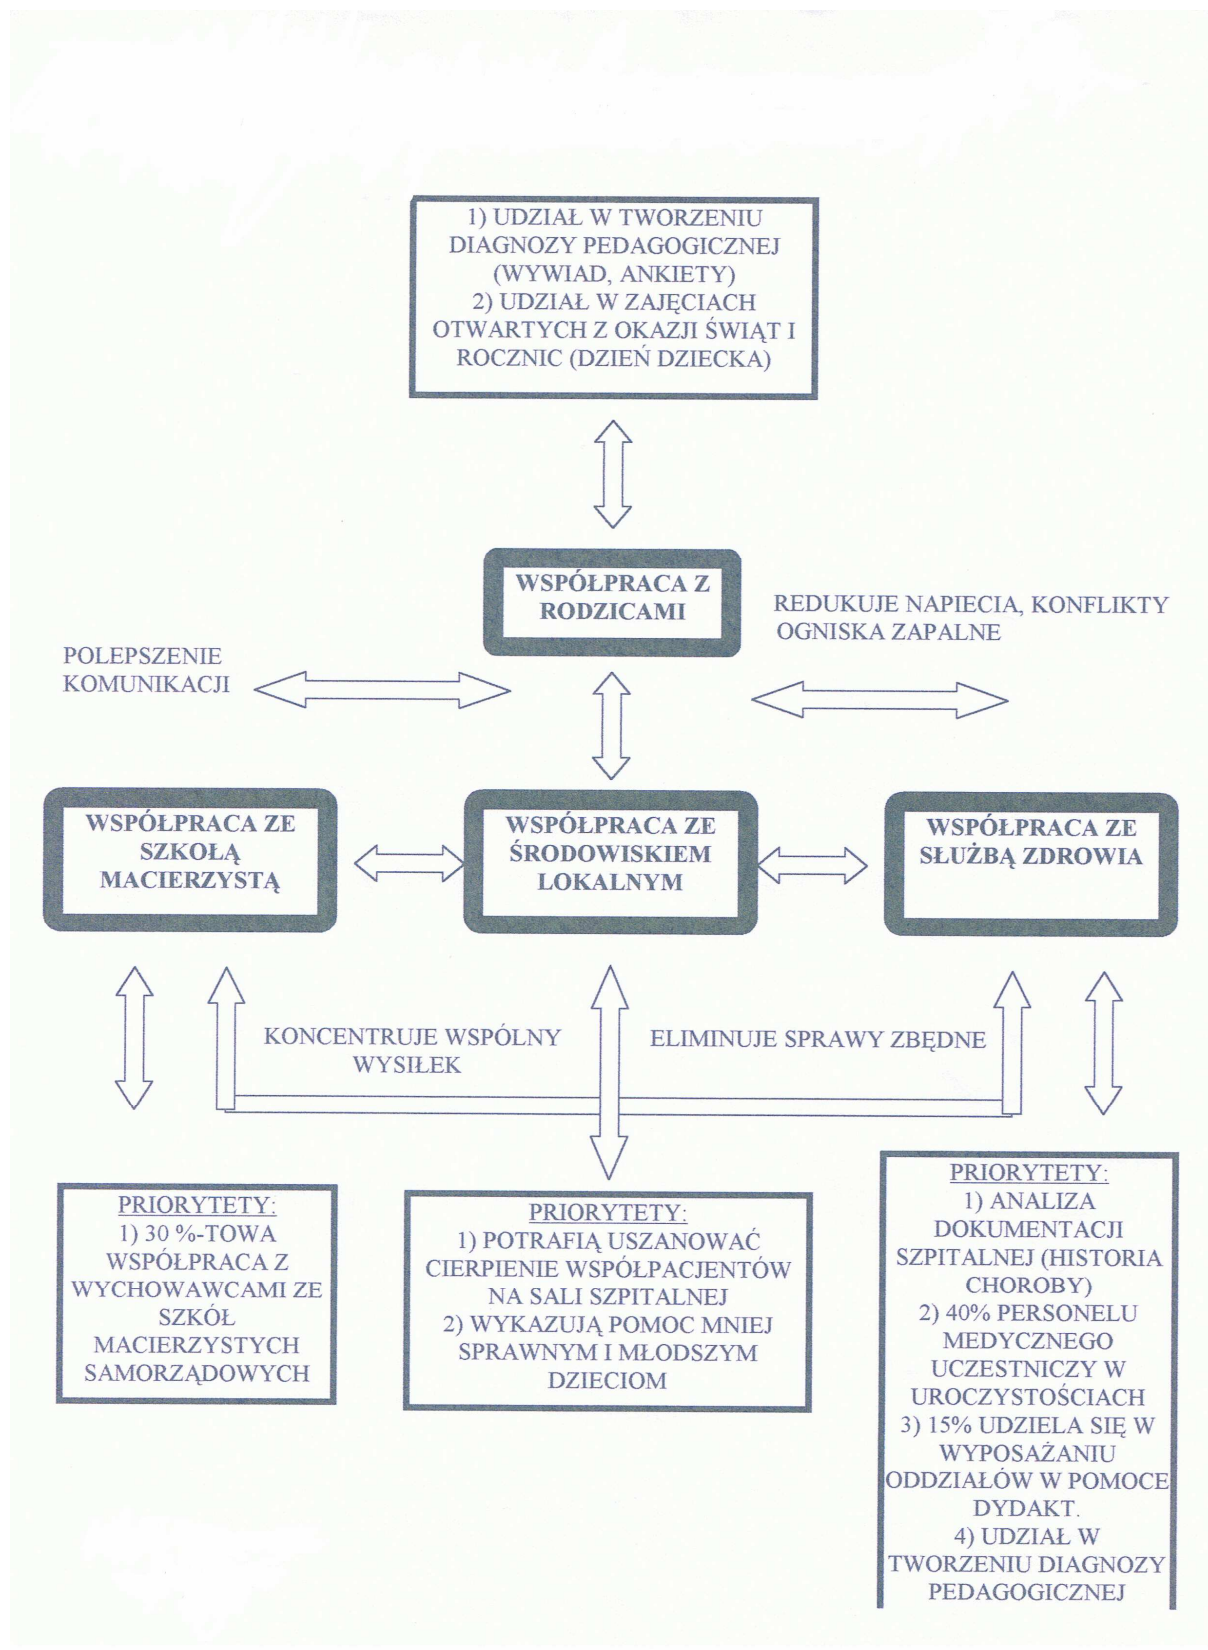 1) UDZIAŁ W TWORZENIU
DIAGNOZY PEDAGOGICZNEJ
(WYWIAD, ANKIETY)
2) UDZIAŁ W ZAJĘCIACH
OTWARTYCH Z OKAZJI ŚWIĄT I
ROCZNIC (DZIEŃ DZIECKA)
WSPÓŁPRACA Z
RODZICAMI
REDUKUJE NAPIECIA, KONFLIKTY
OGNISKA ZAPALNE
POLEPSZENIE
KOMUNIKACJI
WSPÓŁPRACA ZE
SZKOŁĄ
MACIERZYSTĄ
WSPÓŁPRACA ZE
ŚRODOWISKIEM
LOKALNYM
WSPÓŁPRACA ZE
SŁUŻBĄ ZDROWIA
KONCENTRUJE WSPÓLNY
WYSIŁEK
ELIMINUJE SPRAWY ZBĘDNE
PRIORYTETY:
1) 30 %-TOWA
WSPÓŁPRACA Z
WYCHOWAWCAMI ZE
SZKÓŁ
MACIERZYSTYCH
SAMORZĄDOWYCH
PRIORYTETY:
1) POTRAFIĄ USZANOWAĆ
CIERPIENIE WSPÓŁPACJENTÓW
NA SALI SZPITALNEJ
2) WYKAZUJĄ POMOC MNIEJ
SPRAWNYM I MŁODSZYM
DZIECIOM
PRIORYTETY:
1) ANALIZA
DOKUMENTACJI
SZPITALNEJ (HISTORIA
CHOROBY)
2) 40% PERSONELU
MEDYCZNEGO
UCZESTNICZY W
UROCZYSTOŚCIACH
3) 15% UDZIELA SIĘ W
WYPOSAŻANIU
ODDZIAŁÓW W POMOCE
DYDAKT.
4) UDZIAŁ W
TWORZENIU DIAGNOZY
PEDAGOGICZNEJ